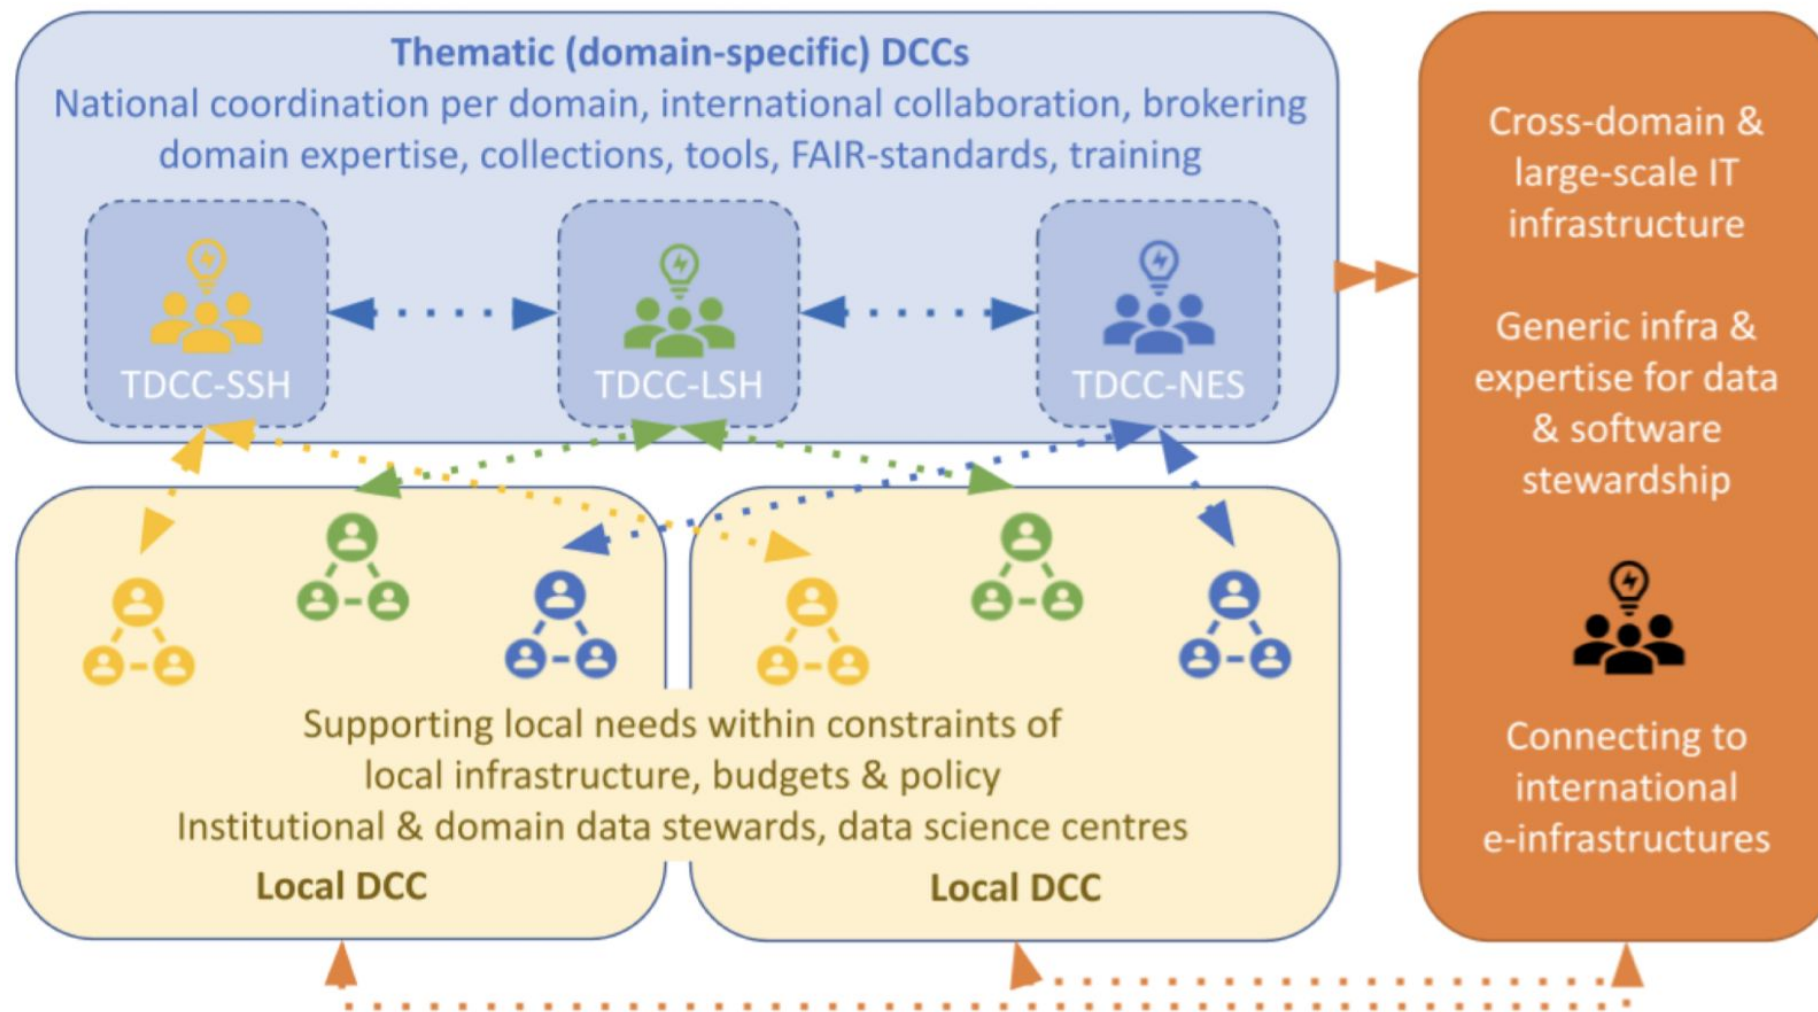 Thematic (domain-specific) DCCs
National coordination per domain, international collaboration, brokering
domain expertise, collections, tools, FAIR-standards, training
TDCC-SSH
TDCC-LSH
TDCC-NES
Supporting local needs within constraints of
local infrastructure, budgets & policy
Institutional & domain data stewards, data science centres
Local DCC
Local DCC
Cross-domain &
large-scale IT
infrastructure
Generic infra &
expertise for data
& software
stewardship
Connecting to
international
e-infrastructures